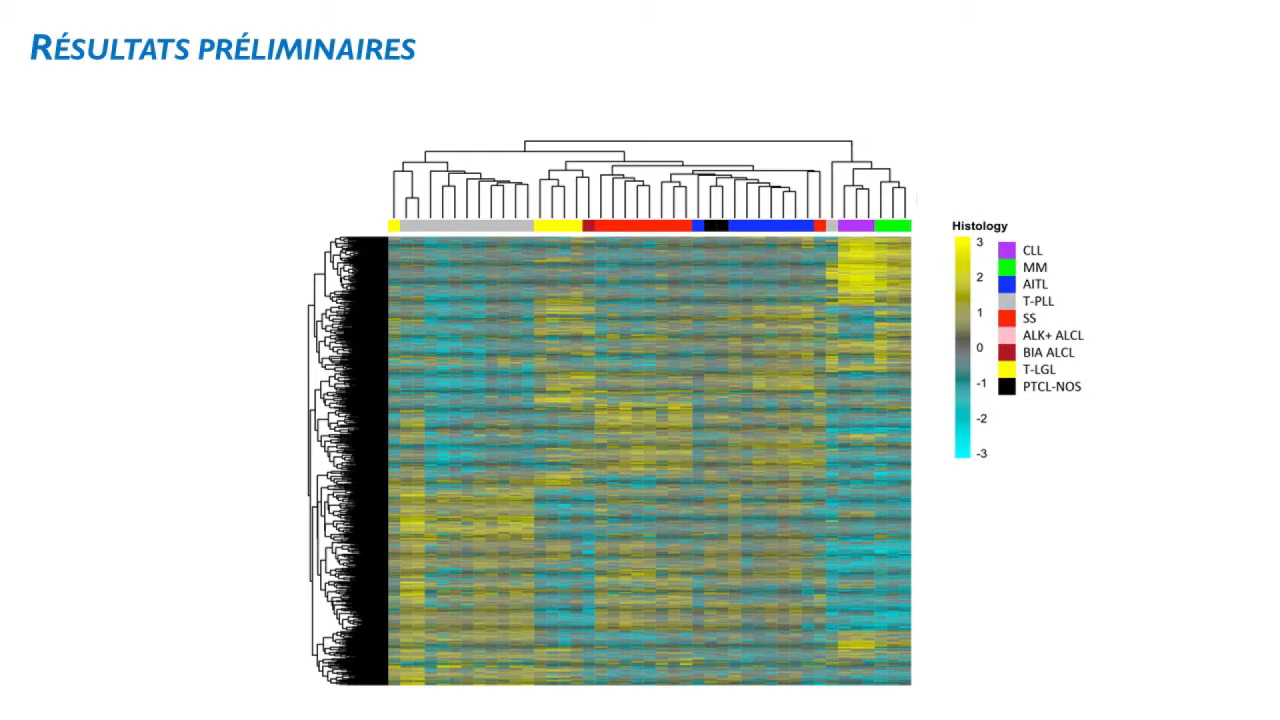 RÉSULTATS PRÉLIMINAIRES
Histology
3
2
1
0
-1
-2
-3
CLL
MM
AITL
T-PLL
SS
ALK+ ALCL
BIA ALCL
T-LGL
PTCL-NOS